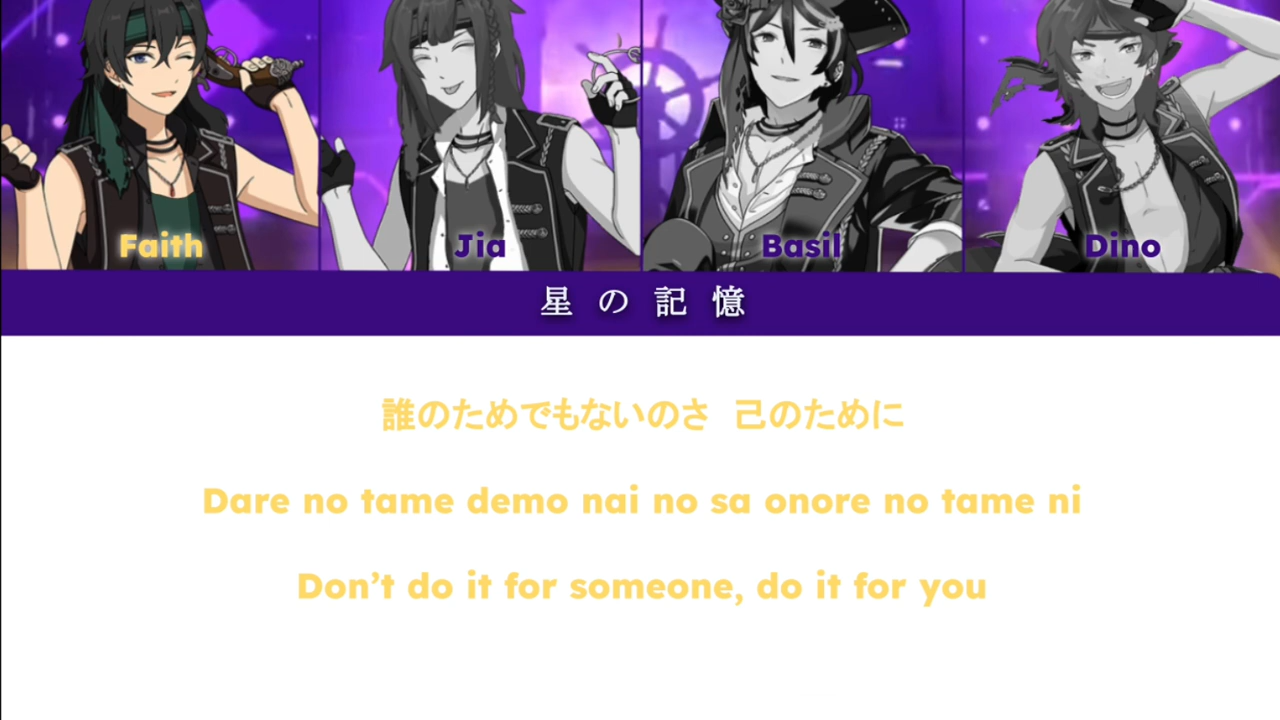 Faith
Jia
Basil
Dino
星の記憶
誰のためでもないのさ 己のために
Dare no tame demo nai no sa onore no tame ni
Don't do it for someone, do it for you